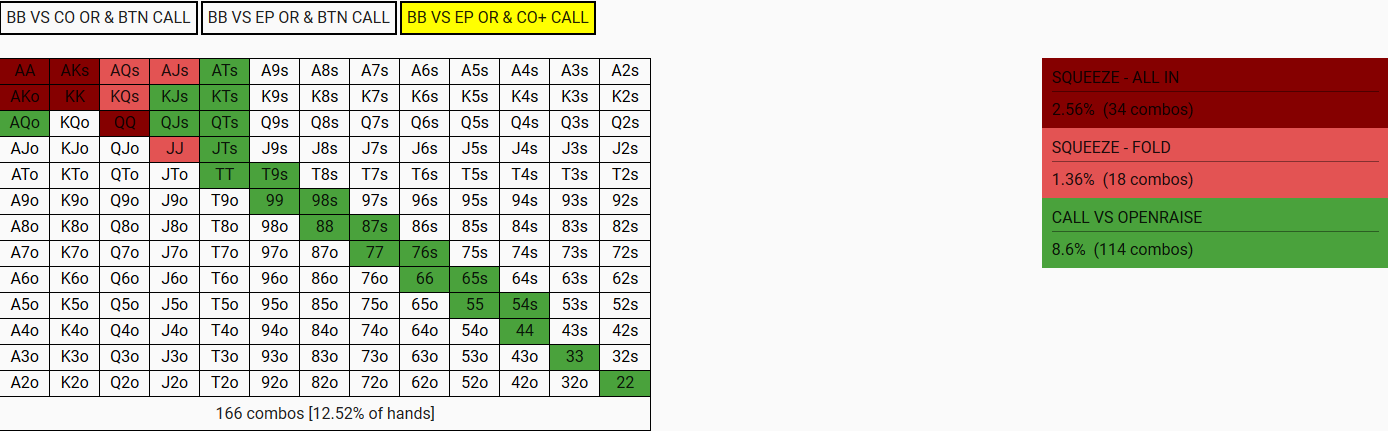 BB VS CO OR & BTN CALL BB VS EP OR & BTN CALL BB VS EP OR & CO+ CALL
AA AKs AQs AJs ATs A9s A8s A7s A6s A5s A4s A3s A2s
AKo KK KQs KJs KTs K9s K8s K7s K6s K5s K4s K3s K2s
AQo KQo QQ QJs QTs Q9s Q8s Q7s Q6s Q5s Q4s Q3s Q2s
AJo KJo QJo JJ JTs J9s J8s J7s J6s J5s J4s J3s J2s
ATo KTo QTo JTo TT T9s T8s T7s T6s T5s T4s T3s T2s
A9o K9o Q9o J9o T9o 99 98s 97s 96s 95s 94s 93s 92s
A8o K8o Q8o J8o T8o 98o 88 87s 86s 85s 84s 83s 82s
A7o K7o Q7o J7o T7o 97o 87o 77 76s 75s 74s 73s 72s
A6o K6o Q6o J6o T6o 96o 86o 76o 66 65s 64s 63s 62s
A5o K5o Q5o J5o T5o 95o 85o 75o 65o 55 54s 53s 52s
A4o K4o Q4o J4o T4o 94o 84o 74o 64o 54o 44 43s 42s
A3o K3o Q3o J3o T3o 93o 83o 73o 63o 53o 43o 33 32s
A2o K2o Q2o J2o T2o 92o 82o 72o 62o 52o 42o 32o 22
166 combos [12.52% of hands]
SQUEEZE - ALL IN
2.56% (34 combos)
SQUEEZE - FOLD
1.36% (18 combos)
CALL VS OPENRAISE
8.6% (114 combos)